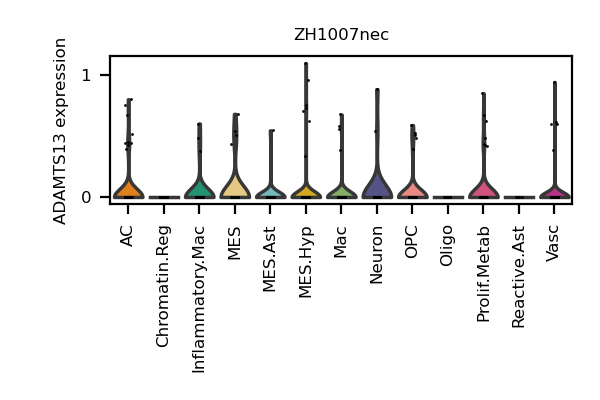 ZH1007nec
ADAMTS13 expression
1
0
AC
Chromatin.Reg
Inflammatory.Mac
MES
MES.Ast
MES.Hyp
Mac
Neuron
OPC
Oligo
Prolif.Metab
Reactive.Ast
Vasc